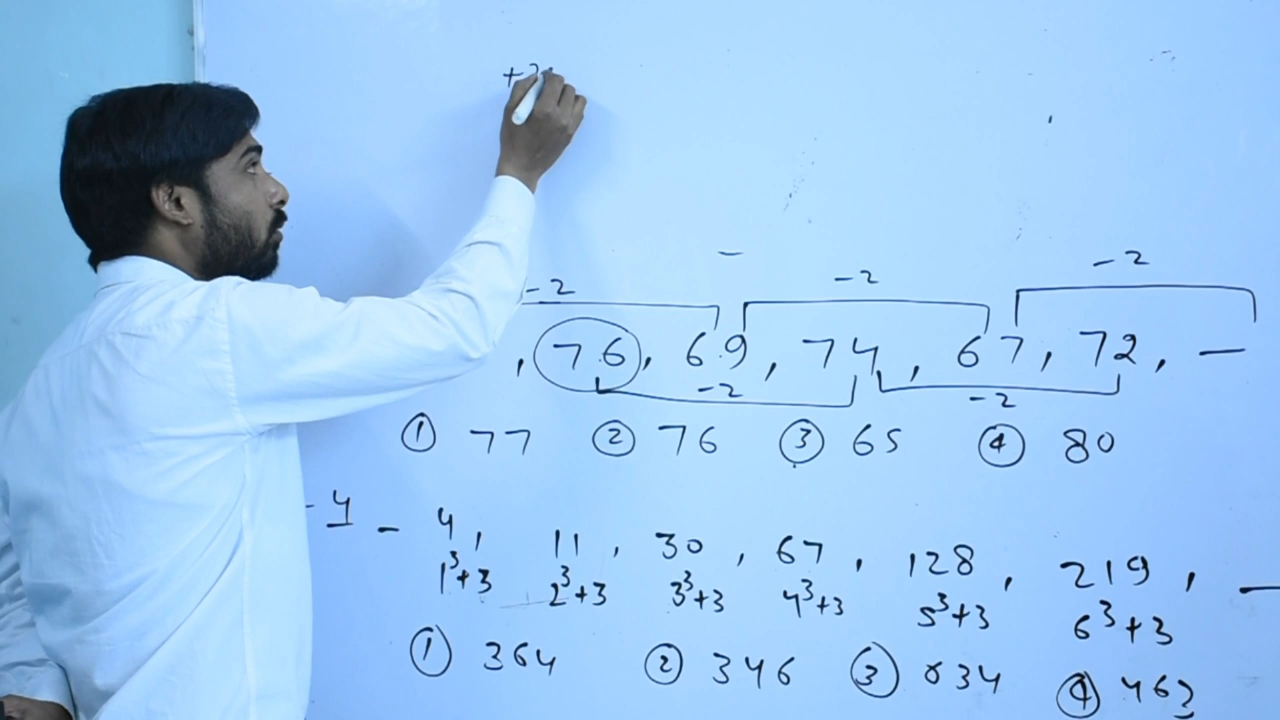 -2 - -2 -2
, 76, 69, 74, 67, 72, —
-2 -2
① 77 ② 76 ③ 65 ④ 80
- 4 - 4, 11, 30, 67, 128, 219, —
1³+3 2³+3 3³+3 4³+3 5³+3 6³+3
① 364 ② 346 ③ 634 ④ 462